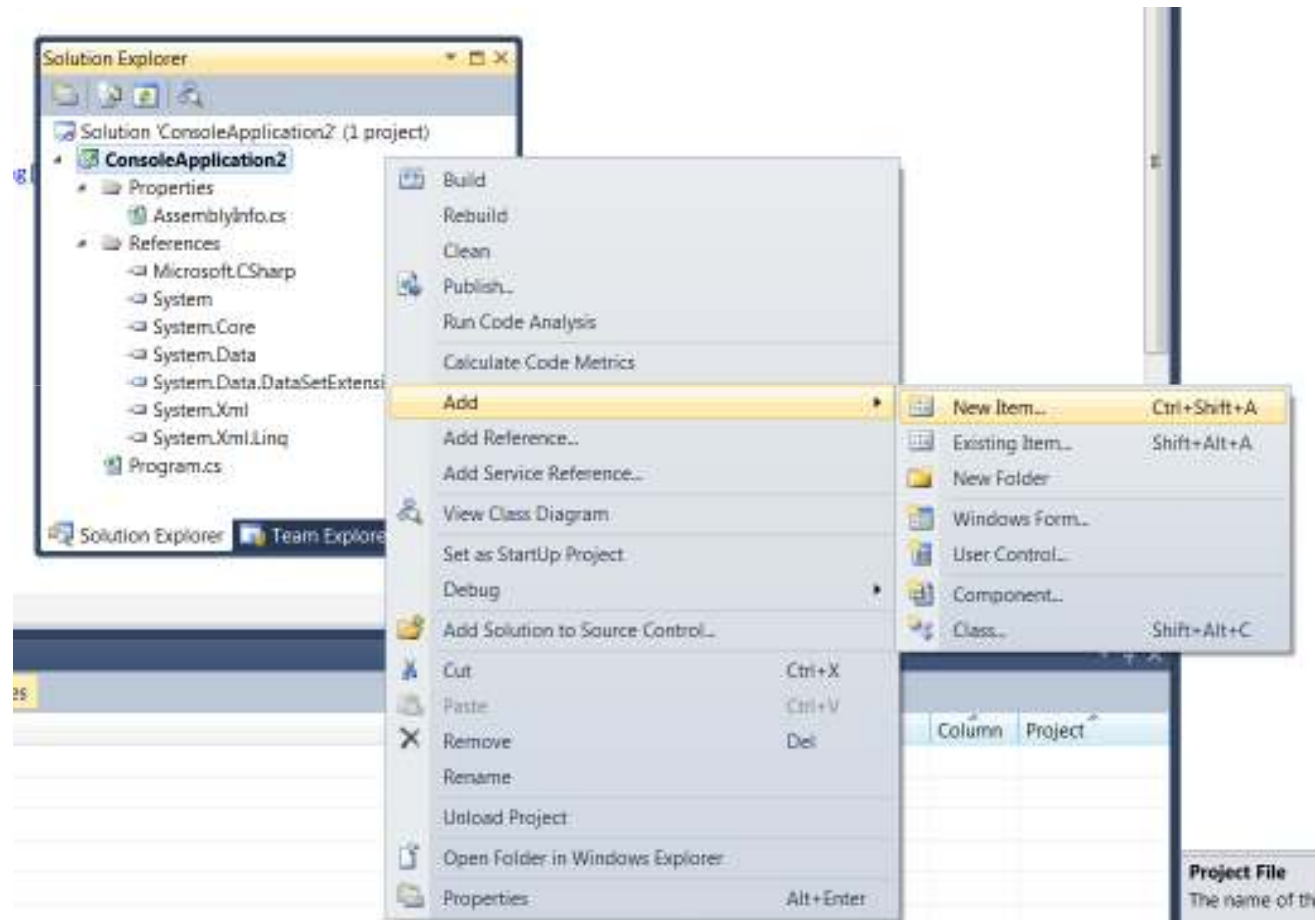 Solution Explorer
Solution 'ConsoleApplication2' (1 project)
ConsoleApplication2
Properties
AssemblyInfo.cs
References
Microsoft.CSharp
System
System.Core
System.Data
System.Data.DataSetExtensi
System.Xml
System.Xml.Linq
Program.cs
Solution Explorer
Team Explore
Build
Rebuild
Clean
Publish...
Run Code Analysis
Calculate Code Metrics
Add
Add Reference...
Add Service Reference...
View Class Diagram
Set as StartUp Project
Debug
Add Solution to Source Control...
Cut Ctrl+X
Paste Ctrl+V
Remove Del
Rename
Unload Project
Open Folder in Windows Explorer
Properties Alt+Enter
New Item... Ctrl+Shift+A
Existing Item... Shift+Alt+A
New Folder
Windows Form...
User Control...
Component...
Class... Shift+Alt+C
es
Column Project
Project File
The name of th